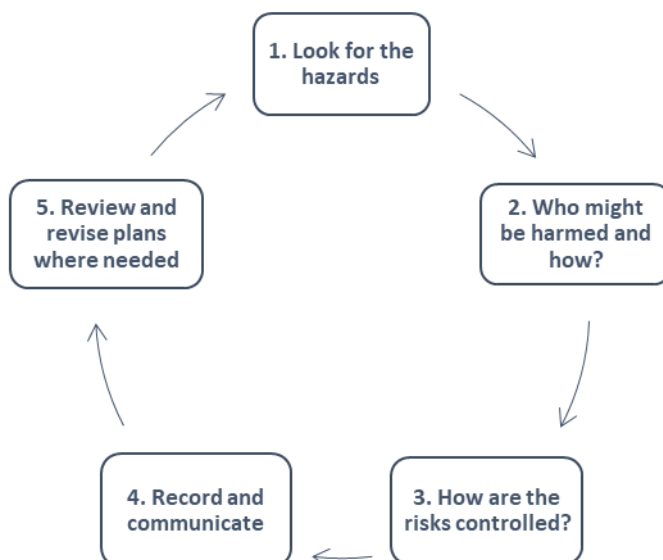 1. Look for the
hazards
2. Who might
be harmed and
how?
3. How are the
risks controlled?
4. Record and
communicate
5. Review and
revise plans
where needed